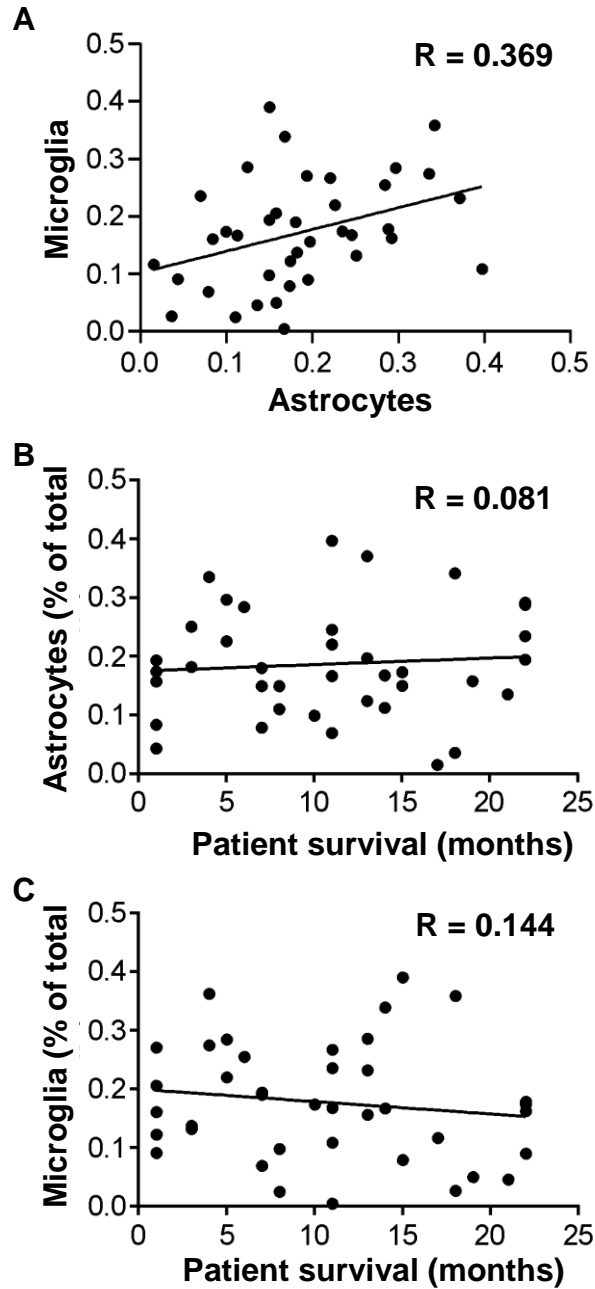 A
R = 0.369
Microglia
0.5
0.4
0.3
0.2
0.1
0.0
0.0 0.1 0.2 0.3 0.4 0.5
Astrocytes
B
R = 0.081
Astrocytes (% of total
0.5
0.4
0.3
0.2
0.1
0.0
0 5 10 15 20 25
Patient survival (months)
C
R = 0.144
Microglia (% of total
0.5
0.4
0.3
0.2
0.1
0.0
0 5 10 15 20 25
Patient survival (months)